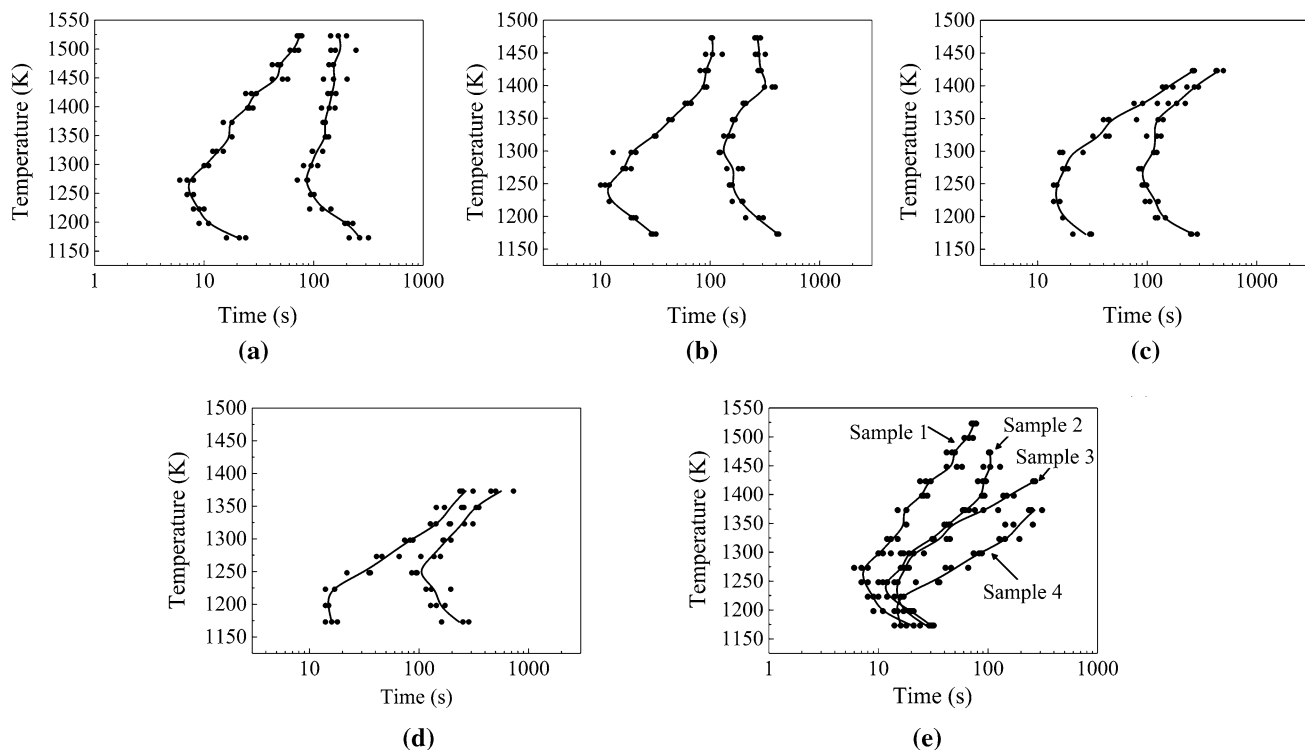 1550
1500
1450
1400
1350
1300
1250
1200
1150
Temperature (K)
1 10 100 1000
Time (s)
(a)
1500
1450
1400
1350
1300
1250
1200
1150
Temperature (K)
10 100 1000
Time (s)
(b)
1500
1450
1400
1350
1300
1250
1200
1150
Temperature (K)
10 100 1000
Time (s)
(c)
1500
1450
1400
1350
1300
1250
1200
1150
Temperature (K)
10 100 1000
Time (s)
(d)
1550
1500
1450
1400
1350
1300
1250
1200
1150
Temperature (K)
Sample 1
Sample 2
Sample 3
Sample 4
1 10 100 1000
Time (s)
(e)